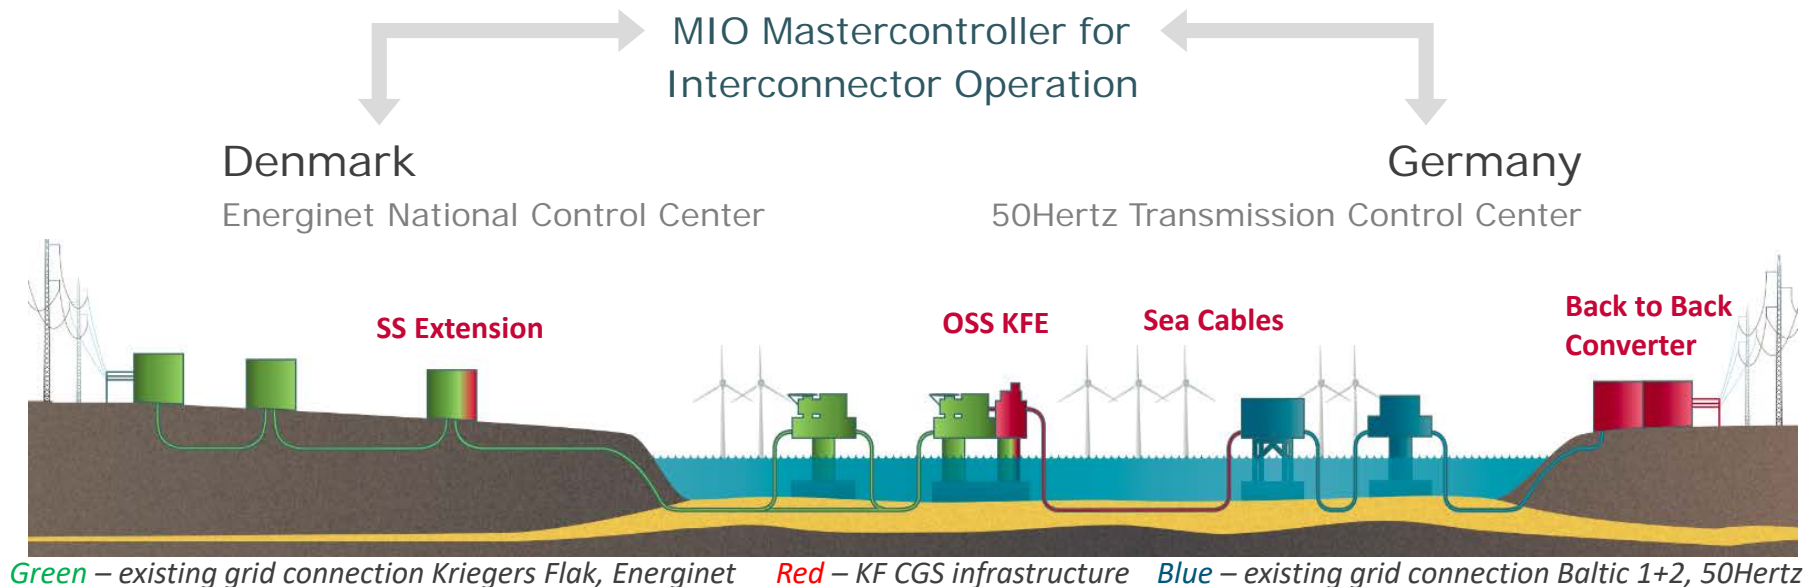 MIO Mastercontroller for
Interconnector Operation
Denmark
Germany
Energinet National Control Center
50Hertz Transmission Control Center
SS Extension
OSS KFE
Sea Cables
Back to Back
Converter
Green – existing grid connection Kriegers Flak, Energinet Red – KF CGS infrastructure Blue – existing grid connection Baltic 1+2, 50Hertz